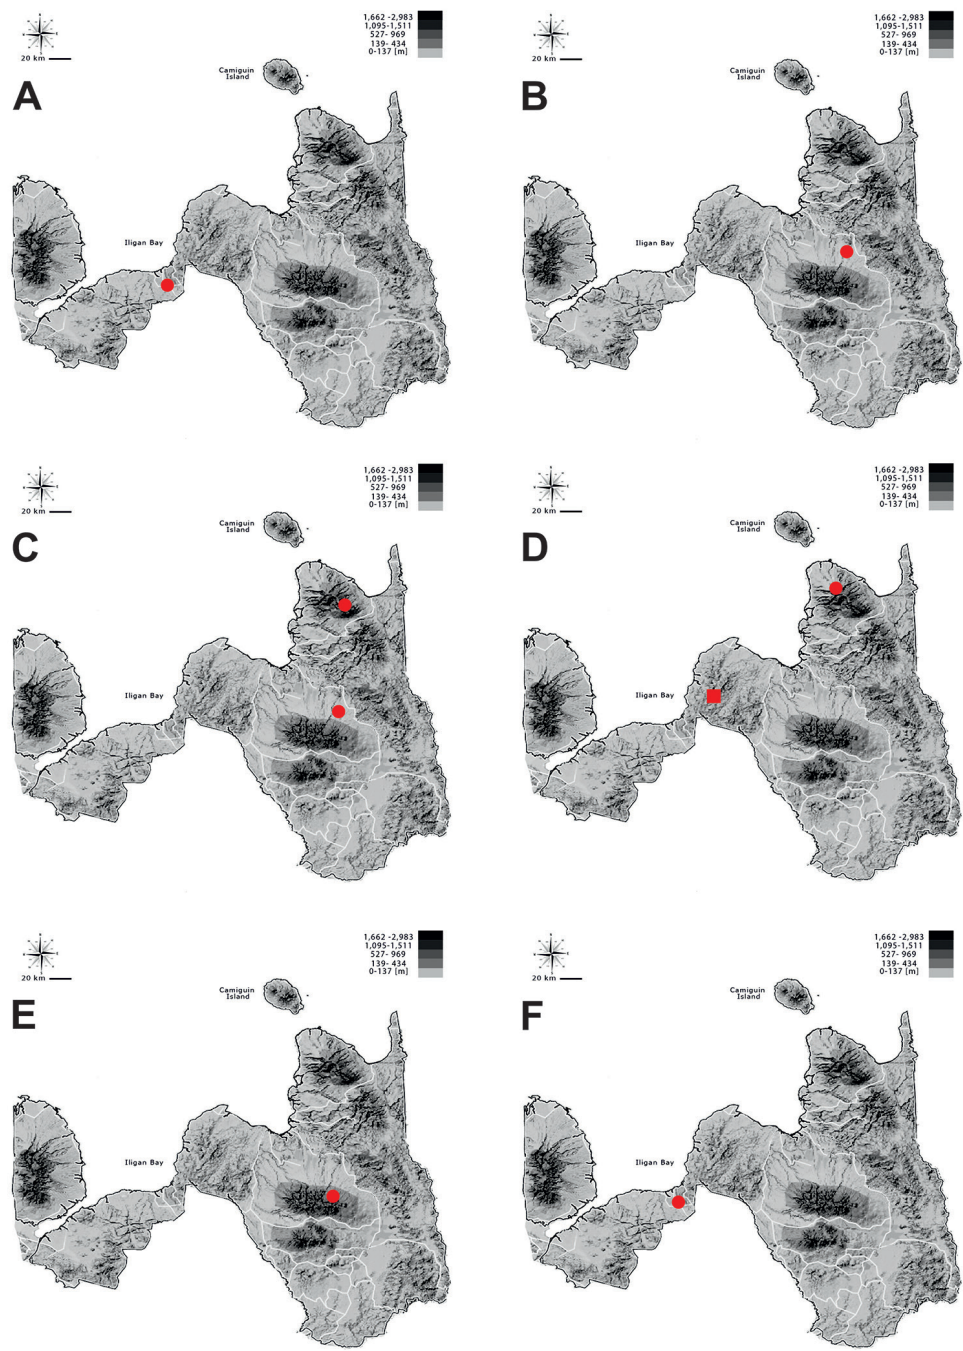 1,662 -2,983
1,095-1,511
527- 969
139- 434
0-137 [m]
20 km
Camiguin
Island
A
Iligan Bay
1,662 -2,983
1,095-1,511
527- 969
139- 434
0-137 [m]
20 km
Camiguin
Island
B
Iligan Bay
1,662 -2,983
1,095-1,511
527- 969
139- 434
0-137 [m]
20 km
Camiguin
Island
C
Iligan Bay
1,662 -2,983
1,095-1,511
527- 969
139- 434
0-137 [m]
20 km
Camiguin
Island
D
Iligan Bay
1,662 -2,983
1,095-1,511
527- 969
139- 434
0-137 [m]
20 km
Camiguin
Island
E
Iligan Bay
1,662 -2,983
1,095-1,511
527- 969
139- 434
0-137 [m]
20 km
Camiguin
Island
F
Iligan Bay